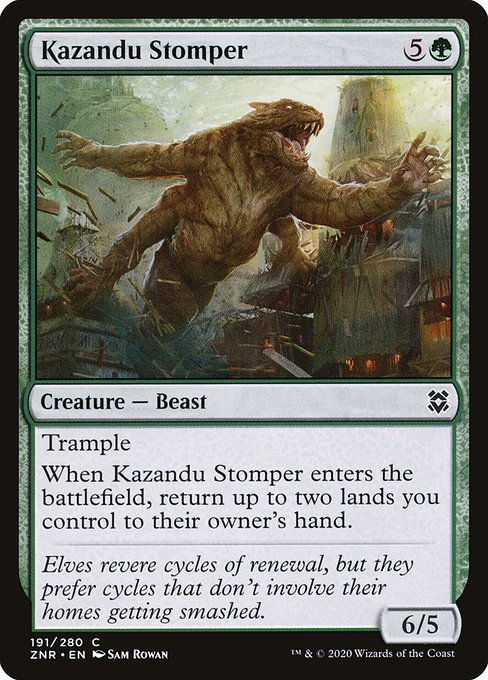 Kazandu Stomper 5
Creature — Beast
Trample
When Kazandu Stomper enters the
battlefield, return up to two lands you
control to their owner's hand.
Elves revere cycles of renewal, but they
prefer cycles that don't involve their
homes getting smashed.
6/5
191/280 C
ZNR • EN Sam Rowan
™ & © 2020 Wizards of the Coast